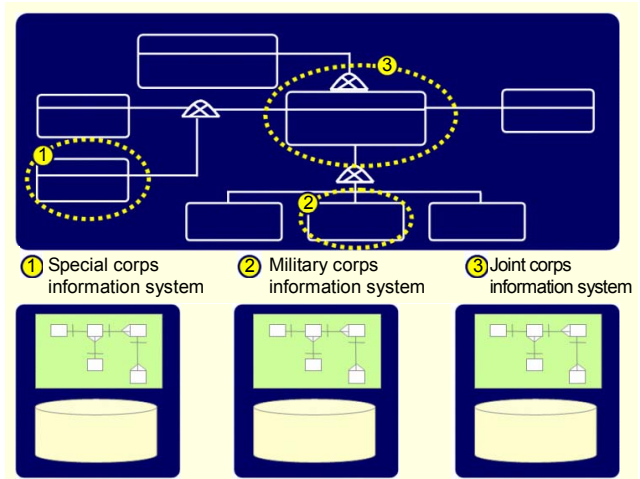 3
1
2
1 Special corps
information system
2 Military corps
information system
3 Joint corps
information system